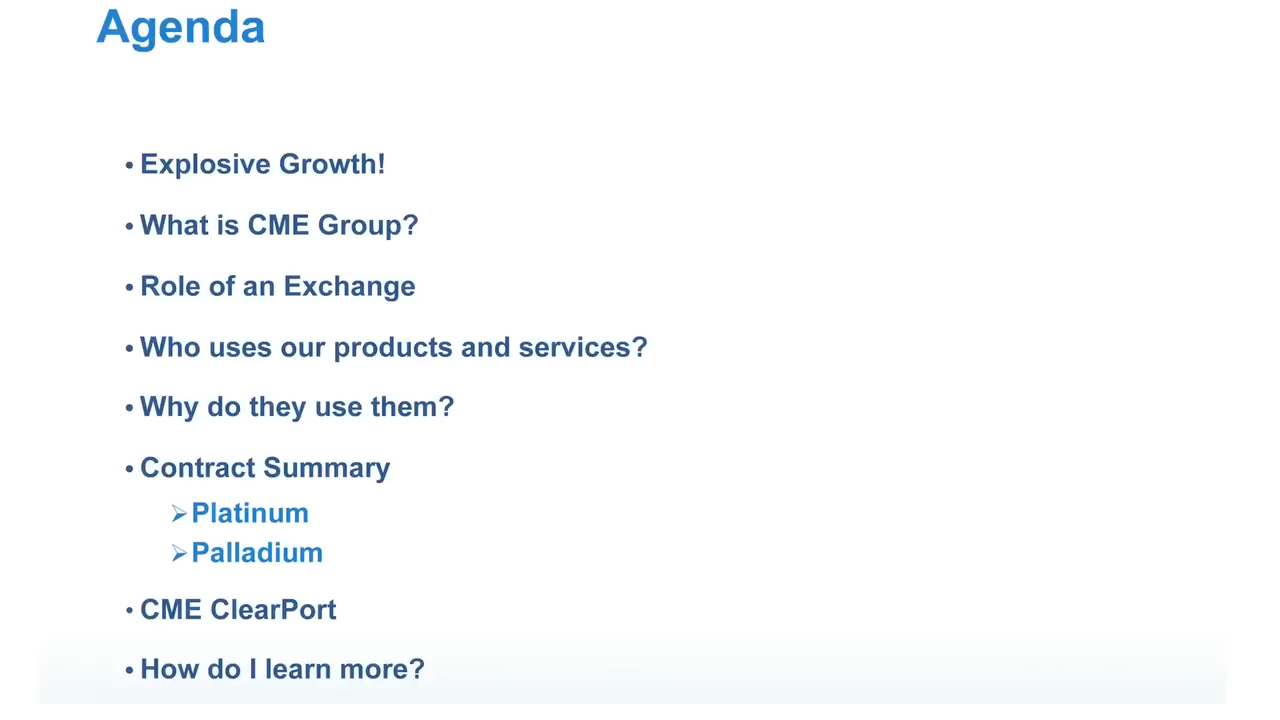 Agenda
• Explosive Growth!
• What is CME Group?
• Role of an Exchange
• Who uses our products and services?
• Why do they use them?
• Contract Summary
➢ Platinum
➢ Palladium
• CME ClearPort
• How do I learn more?